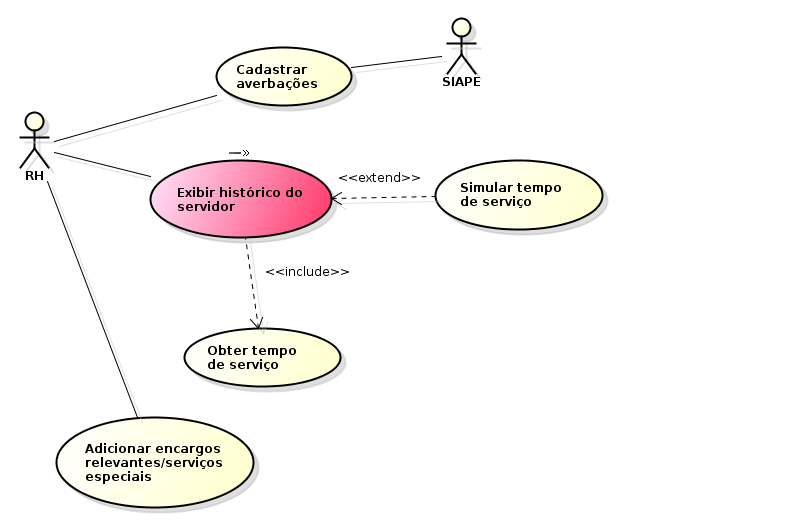 SIAPE
Cadastrar
averbações
RH
Exibir histórico do
servidor
<<extend>>
Simular tempo
de serviço
<<include>>
Obter tempo
de serviço
Adicionar encargos
relevantes/serviços
especiais